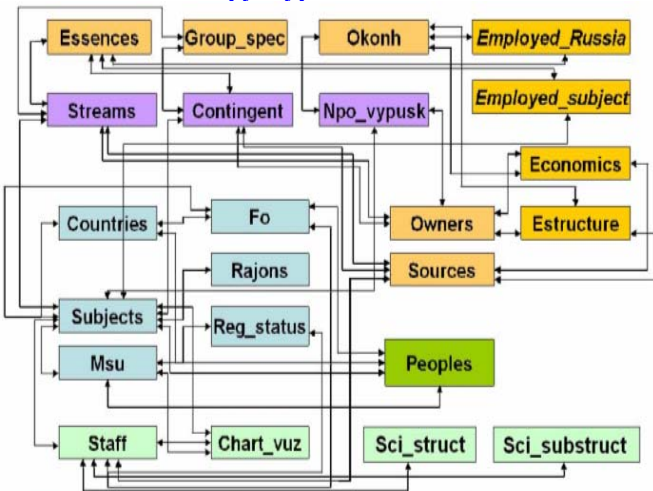 Essences Group_spec Okonh Employed_Russia
Employed_subject
Streams Contingent Npo_vypusk
Economics
Countries Fo Owners Estructure
Rajons Sources
Subjects Reg_status
Msu Peoples
Staff Chart_vuz Sci_struct Sci_substruct